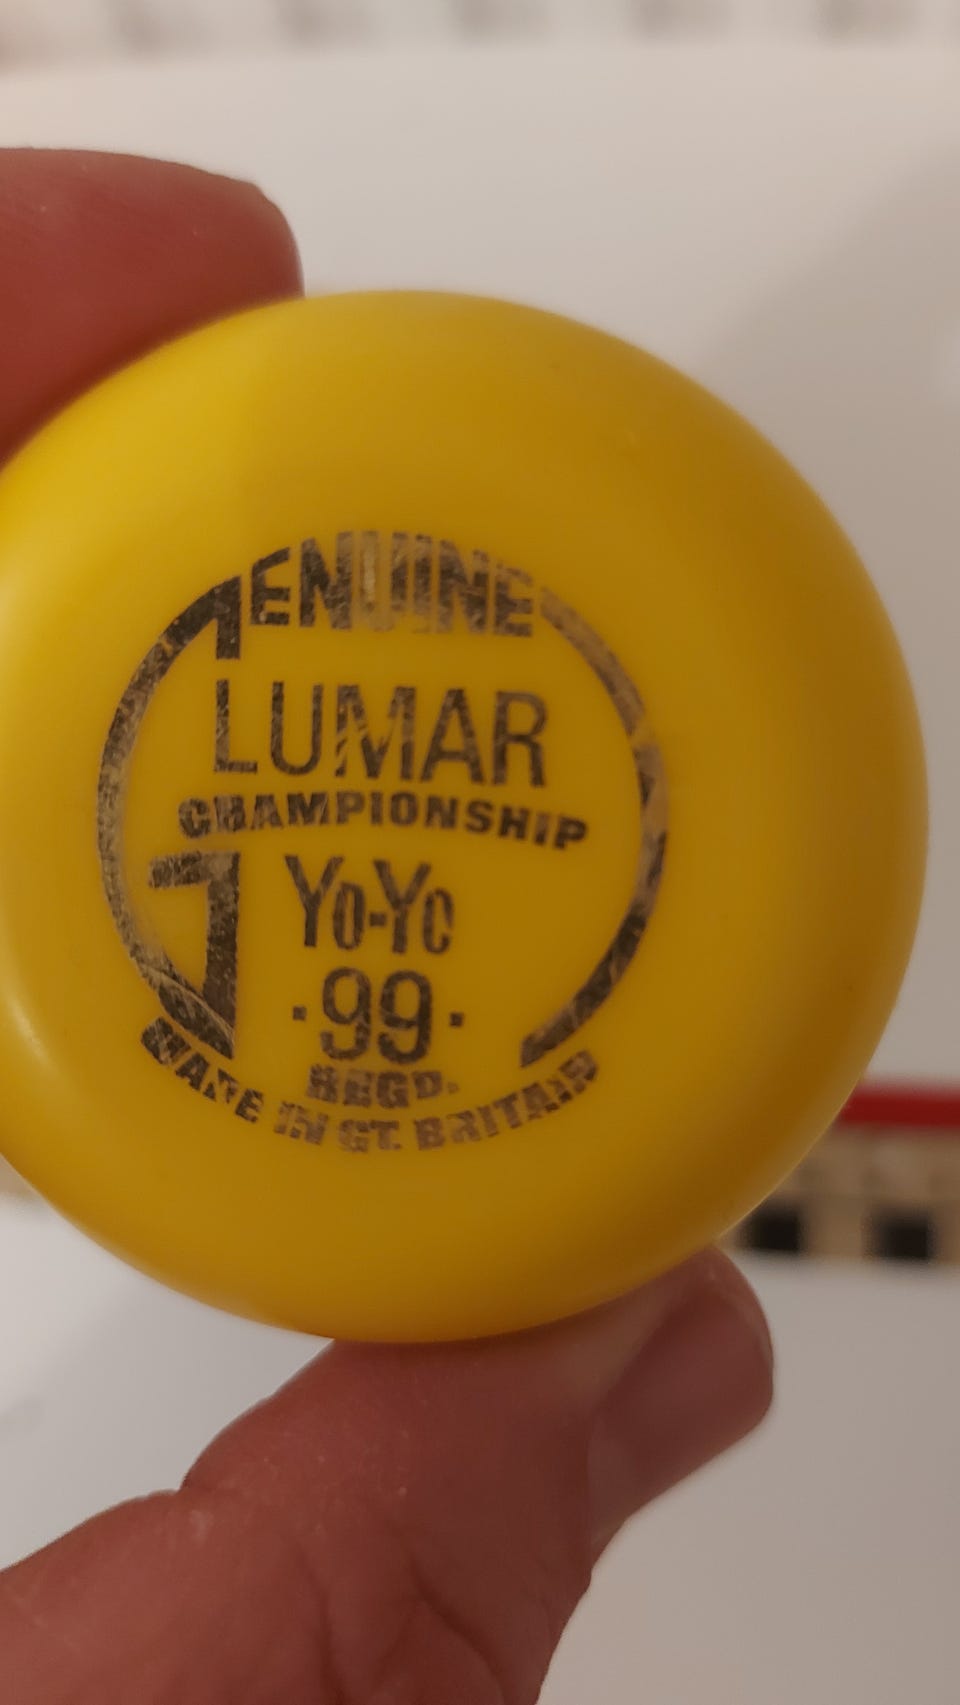 GENUINE
LUMAR
CHAMPIONSHIP
YO-YO
·99·
REGD.
MADE IN GT. BRITAIN